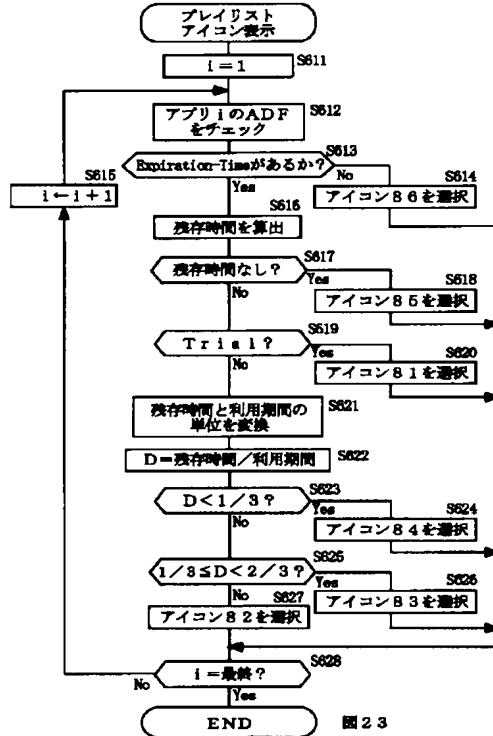 プレイリスト
アイコン表示
S611
i＝1
S612
アプリiのADF
をチェック
S613
Expiration-Timeがあるか？
No
S614
S615
i←i＋1
Yes
アイコン86を選択
S616
残存時間を算出
S617
残存時間なし？
Yes
S618
No
アイコン85を選択
S619
Trial？
Yes
S620
No
アイコン81を選択
S621
残存時間と利用期間の
単位を変換
S622
D＝残存時間／利用期間
S623
D＜1／3？
Yes
S624
No
アイコン84を選択
S625
1／3≦D＜2／3？
Yes
S626
No
アイコン83を選択
S627
アイコン82を選択
S628
i＝最終？
No
Yes
END
図23